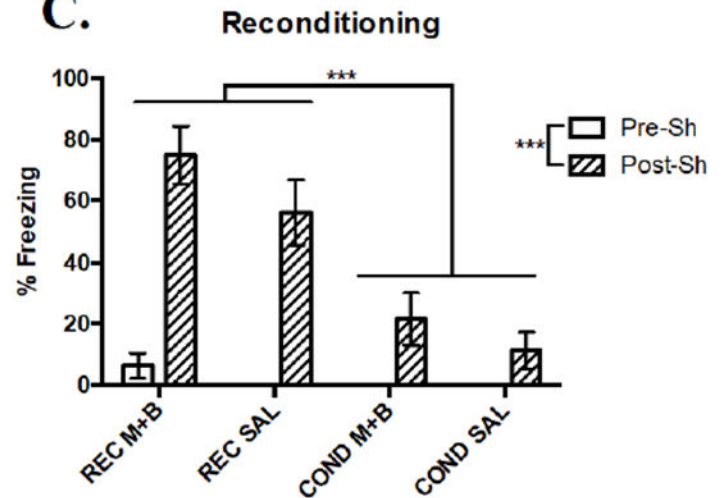 C.
Reconditioning
***
100
80
60
40
20
0
% Freezing
*** Pre-Sh
Post-Sh
REC M+B
REC SAL
COND M+B
COND SAL